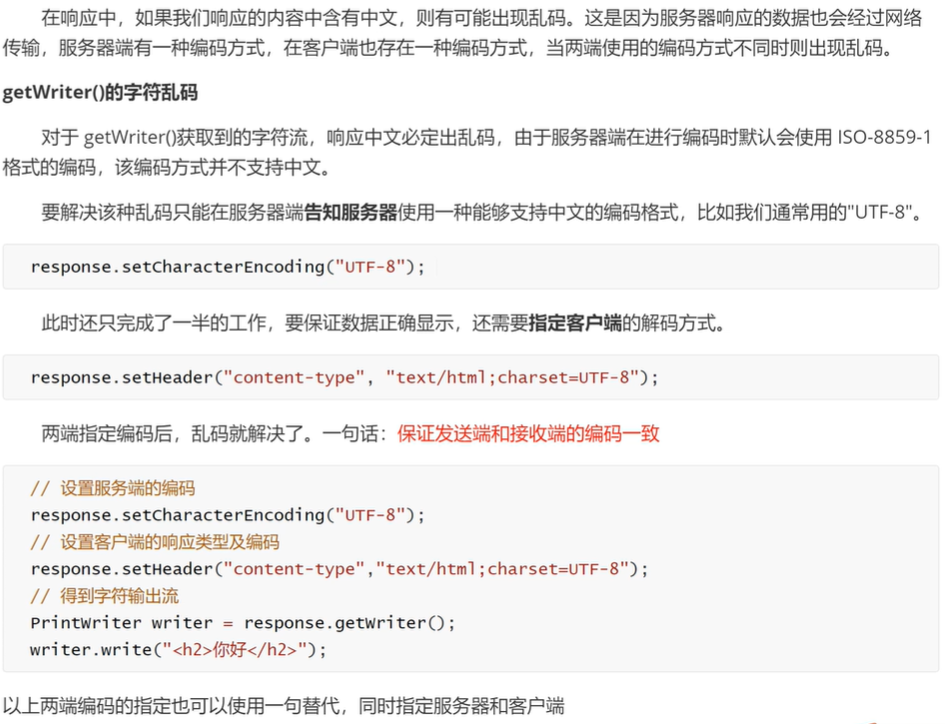 在响应中，如果我们响应的内容中含有中文，则有可能出现乱码。这是因为服务器响应的数据也会经过网络
传输，服务器端有一种编码方式，在客户端也存在一种编码方式，当两端使用的编码方式不同时则出现乱码。
getWriter()的字符乱码
对于 getWriter()获取到的字符流，响应中文必定出乱码，由于服务器端在进行编码时默认会使用 ISO-8859-1
格式的编码，该编码方式并不支持中文。
要解决该种乱码只能在服务器端告知服务器使用一种能够支持中文的编码格式，比如我们通常用的"UTF-8"。
response.setCharacterEncoding("UTF-8");
此时还只完成了一半的工作，要保证数据正确显示，还需要指定客户端的解码方式。
response.setHeader("content-type", "text/html;charset=UTF-8");
两端指定编码后，乱码就解决了。一句话：保证发送端和接收端的编码一致
// 设置服务端的编码
response.setCharacterEncoding("UTF-8");
// 设置客户端的响应类型及编码
response.setHeader("content-type","text/html;charset=UTF-8");
// 得到字符输出流
PrintWriter writer = response.getWriter();
writer.write("<h2>你好</h2>");
以上两端编码的指定也可以使用一句替代，同时指定服务器和客户端